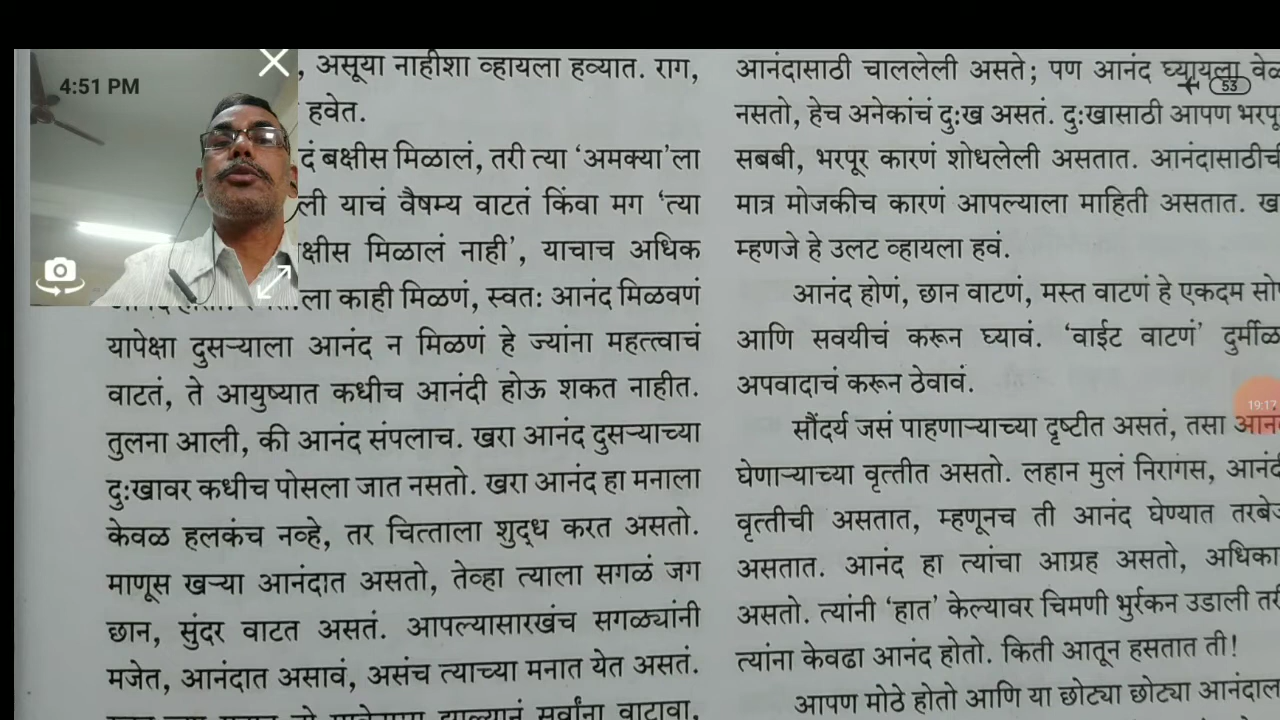 4:51 PM
53
19:17
, असूया नाहीशा व्हायला हव्यात. राग,
हवेत.
बक्षीस मिळालं, तरी त्या ‘अमक्या’ला
याचं वैषम्य वाटतं किंवा मग ‘त्या
मिळालं नाही’, याचाच अधिक
काही मिळणं, स्वत: आनंद मिळवणं
यापेक्षा दुसऱ्याला आनंद न मिळणं हे ज्यांना महत्त्वाचं
वाटतं, ते आयुष्यात कधीच आनंदी होऊ शकत नाहीत.
तुलना आली, की आनंद संपलाच. खरा आनंद दुसऱ्याच्या
दु:खावर कधीच पोसला जात नसतो. खरा आनंद हा मनाला
केवळ हलकंच नव्हे, तर चित्ताला शुद्ध करत असतो.
माणूस खऱ्या आनंदात असतो, तेव्हा त्याला सगळं जग
छान, सुंदर वाटत असतं. आपल्यासारखंच सगळ्यांनी
मजेत, आनंदात असावं, असंच त्याच्या मनात येत असतं.
सर्वांना वाटावा,
आनंदासाठी चाललेली असते; पण आनंद घ्यायला
नसतो, हेच अनेकांचं दु:ख असतं. दु:खासाठी आपण
सबबी, भरपूर कारणं शोधलेली असतात.
मात्र मोजकीच कारणं आपल्याला माहिती असतात.
म्हणजे हे उलट व्हायला हवं.
आनंद होणं, छान वाटणं, मस्त वाटणं हे एकदम
आणि सवयीचं करून घ्यावं. ‘वाईट वाटणं’
अपवादाचं करून ठेवावं.
सौंदर्य जसं पाहणाऱ्याच्या दृष्टीत असतं, तसा
घेणाऱ्याच्या वृत्तीत असतो. लहान मुलं निरागस,
वृत्तीची असतात, म्हणूनच ती आनंद घेण्यात
असतात. आनंद हा त्यांचा आग्रह असतो,
असतो. त्यांनी ‘हात’ केल्यावर चिमणी भुर्रकन उडाली
त्यांना केवढा आनंद होतो. किती आतून हसतात ती!
आपण मोठे होतो आणि या छोट्या छोट्या